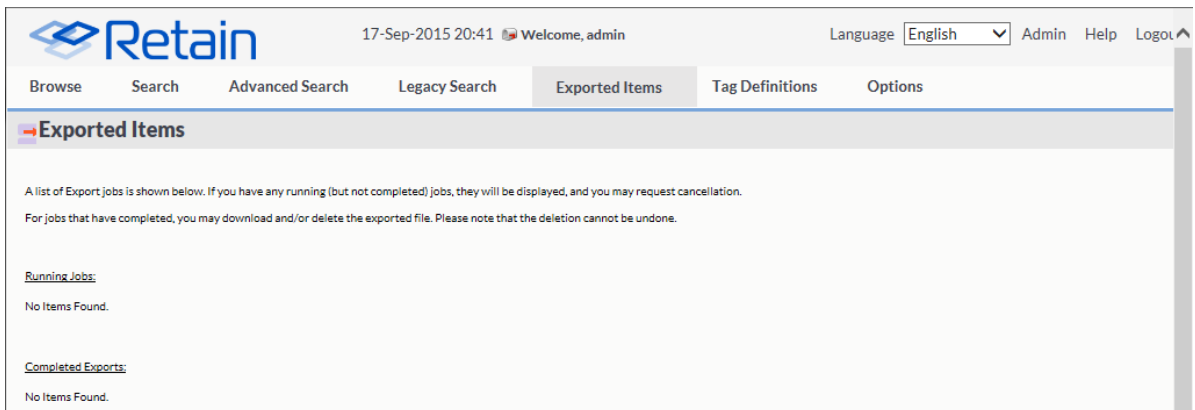 Retain 17-Sep-2015 20:41 Welcome, admin Language English Admin Help Logou
Browse Search Advanced Search Legacy Search Exported Items Tag Definitions Options
Exported Items
A list of Export jobs is shown below. If you have any running (but not completed) jobs, they will be displayed, and you may request cancellation.
For jobs that have completed, you may download and/or delete the exported file. Please note that the deletion cannot be undone.
Running Jobs:
No Items Found.
Completed Exports:
No Items Found.